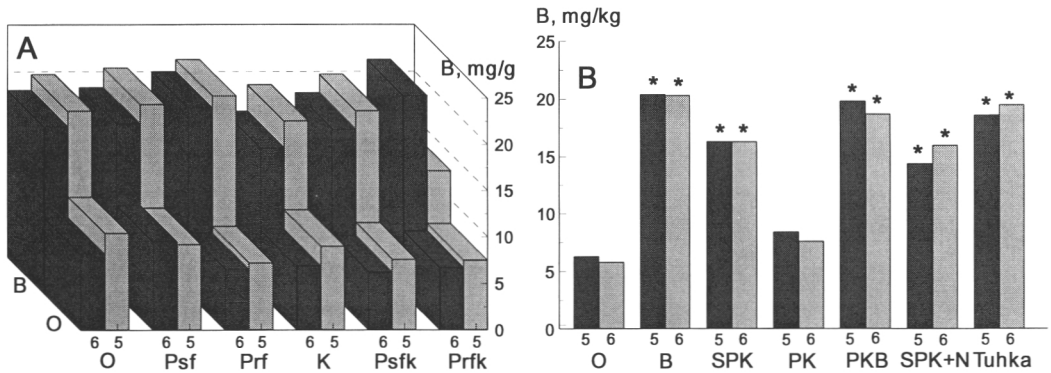 A
B, mg/g
25
20
15
10
5
0
B
O
6 5 6 5 6 5 6 5 6 5 6 5
O Psf Prf K Psfk Prfk
B, mg/kg
B
25
20
15
10
5
0
* * * * * * * * * *
5 6 5 6 5 6 5 6 5 6 5 6 5 6
O B SPK PK PKB SPK+N Tuhka